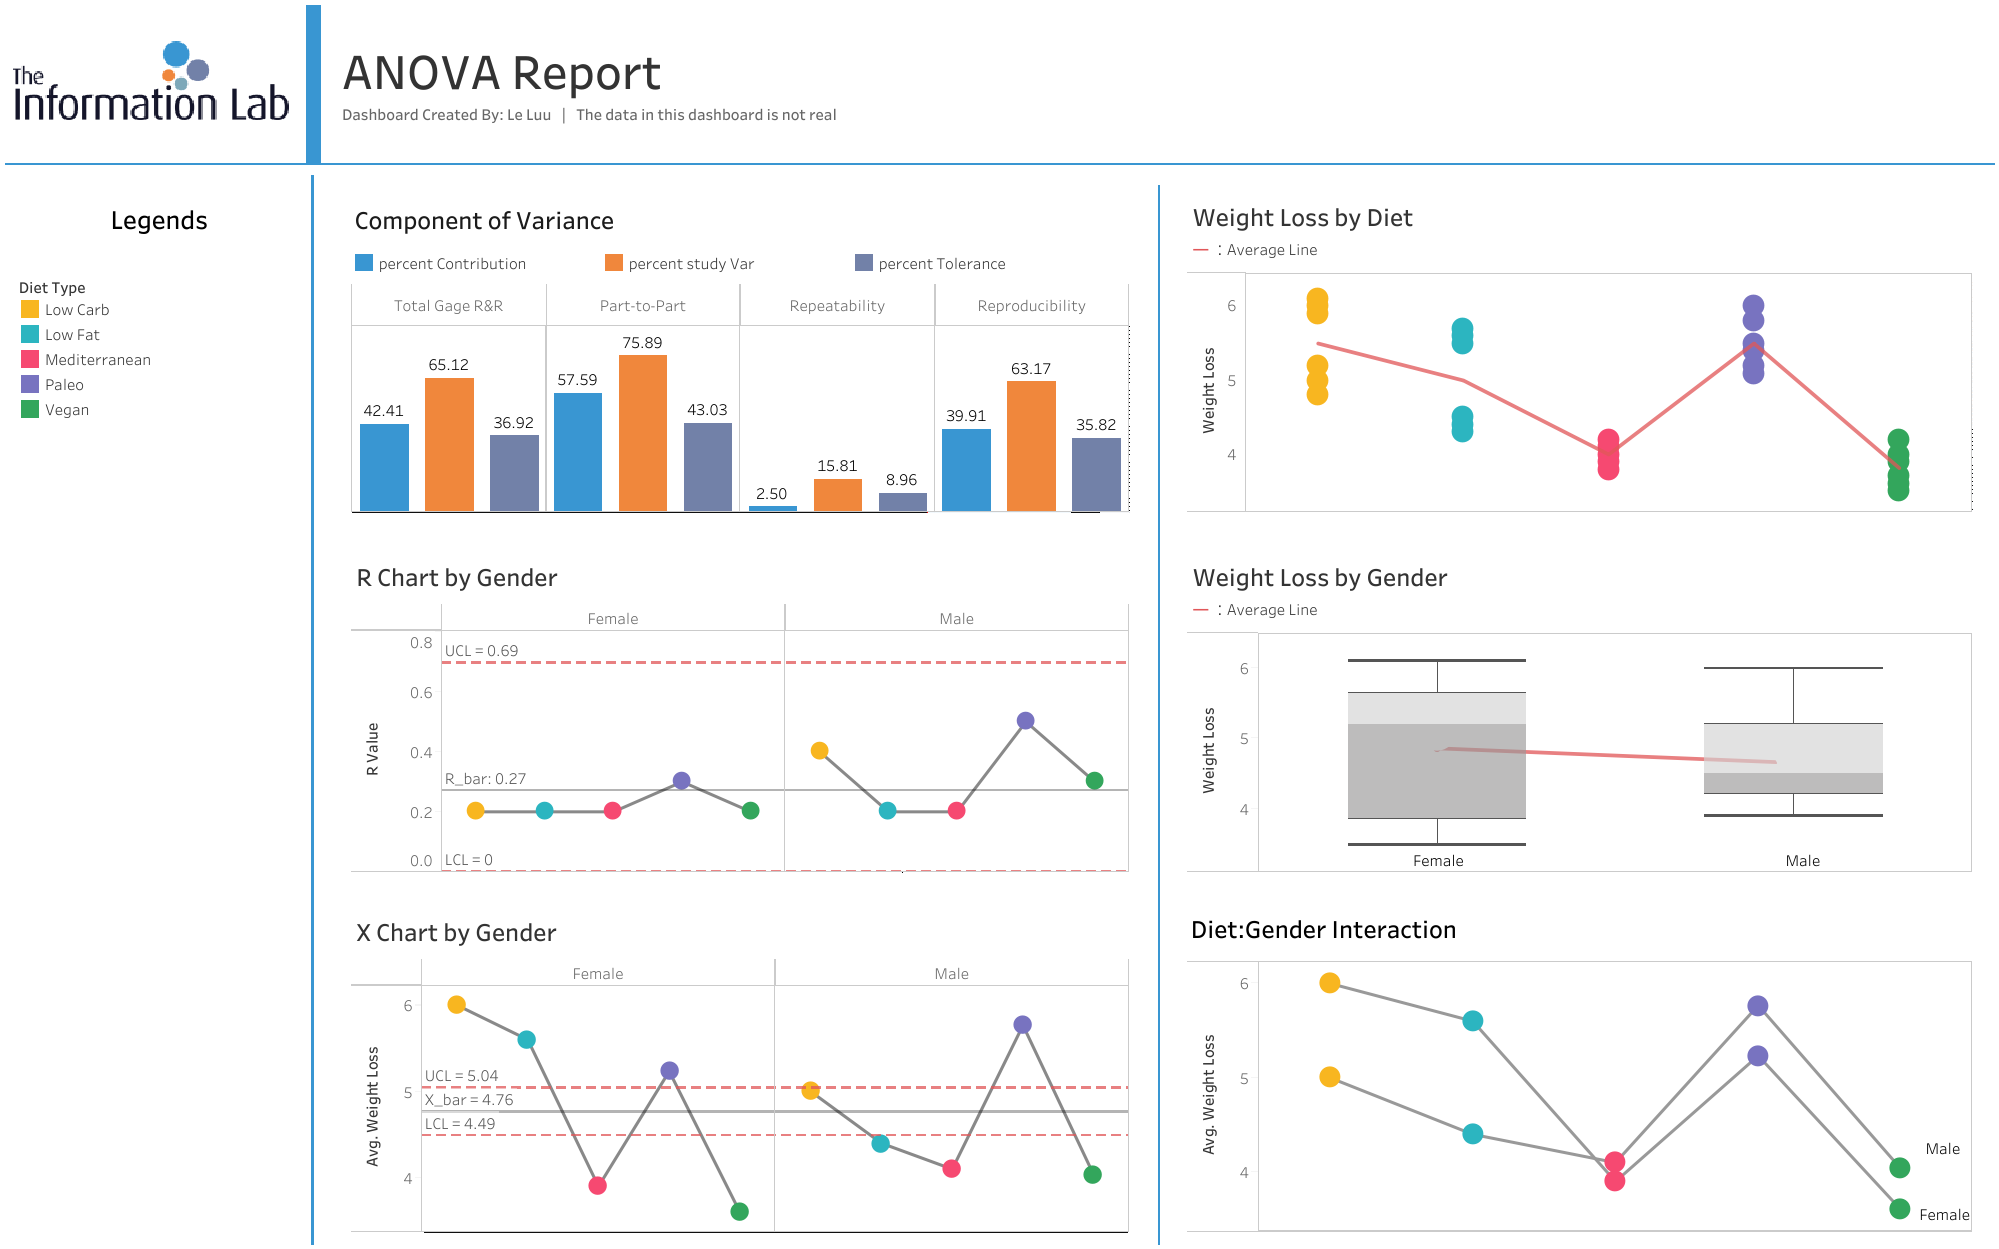 The
Information Lab
ANOVA Report
Dashboard Created By: Le Luu | The data in this dashboard is not real
Legends
Diet Type
Low Carb
Low Fat
Mediterranean
Paleo
Vegan
Component of Variance
percent Contribution percent study Var percent Tolerance
Total Gage R&R Part-to-Part Repeatability Reproducibility
42.41 65.12 36.92 57.59 75.89 43.03 2.50 15.81 8.96 39.91 63.17 35.82
R Chart by Gender
Female Male
R Value
0.8
UCL = 0.69
0.6
0.4
R_bar: 0.27
0.2
0.0 LCL = 0
X Chart by Gender
Female Male
Avg. Weight Loss
6
UCL = 5.04
5
X_bar = 4.76
LCL = 4.49
4
Weight Loss by Diet
: Average Line
Weight Loss
6
5
4
Weight Loss by Gender
: Average Line
Weight Loss
6
5
4
Female Male
Diet:Gender Interaction
Avg. Weight Loss
6
5
4
Male
Female